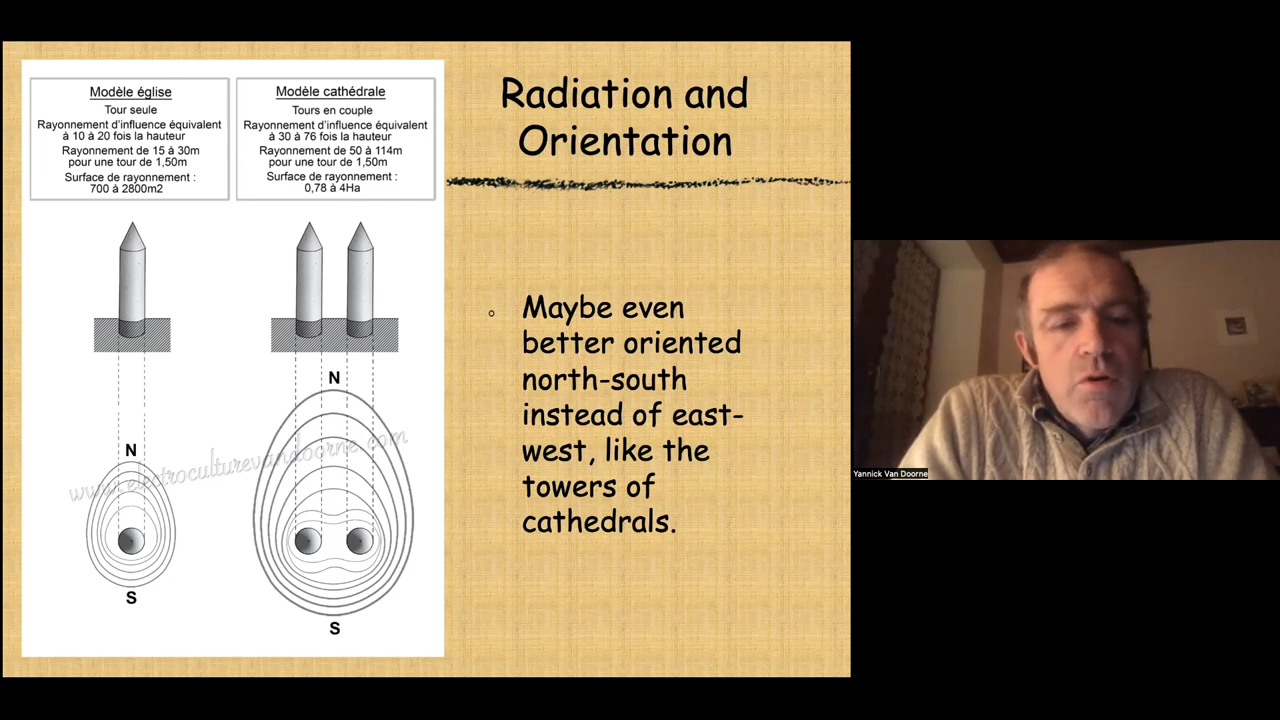 Modèle église
Tour seule
Rayonnement d'influence équivalent
à 10 à 20 fois la hauteur
Rayonnement de 15 à 30m
pour une tour de 1,50m
Surface de rayonnement :
700 à 2800m2
Modèle cathédrale
Tours en couple
Rayonnement d'influence équivalent
à 30 à 76 fois la hauteur
Rayonnement de 50 à 114m
pour une tour de 1,50m
Surface de rayonnement :
0,78 à 4Ha
N
S
N
S
www.electroculturevandoorne.com
Radiation and
Orientation
Maybe even
better oriented
north-south
instead of east-
west, like the
towers of
cathedrals.
Yannick Van Doorne